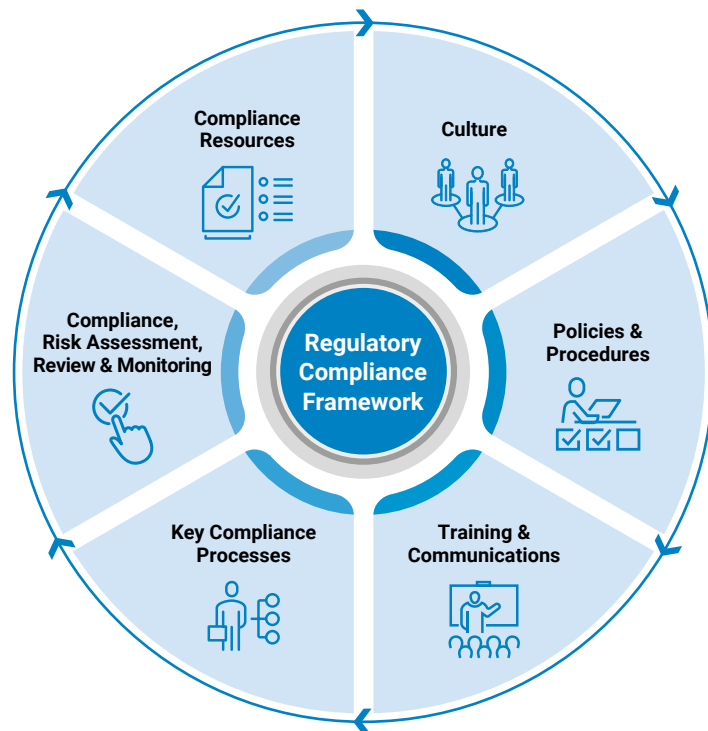 Compliance
Resources
Culture
Compliance,
Risk Assessment,
Review & Monitoring
Regulatory
Compliance
Framework
Policies &
Procedures
Key Compliance
Processes
Training &
Communications